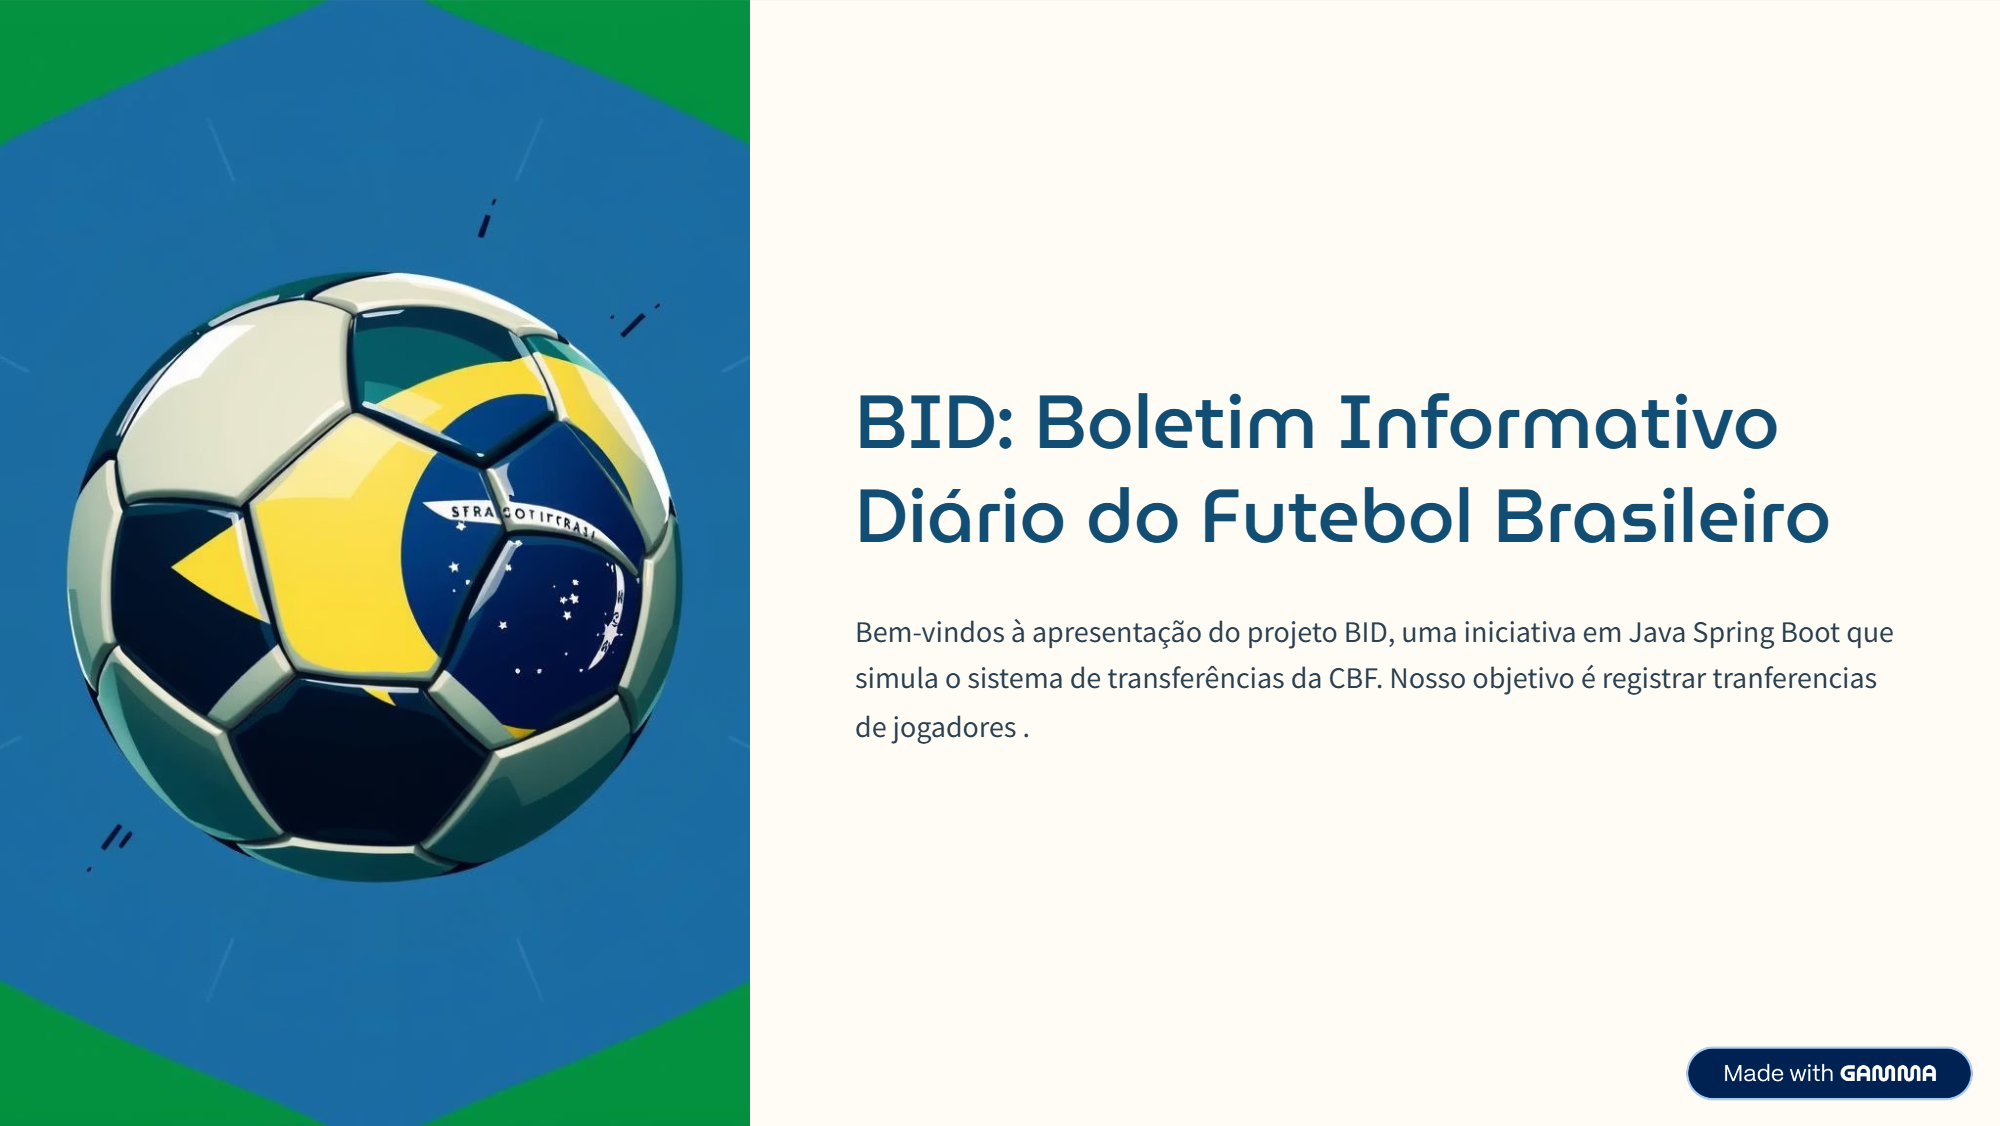 BID: Boletim Informativo
Diário do Futebol Brasileiro
Bem-vindos à apresentação do projeto BID, uma iniciativa em Java Spring Boot que
simula o sistema de transferências da CBF. Nosso objetivo é registrar tranferencias
de jogadores .
Made with GAMMA